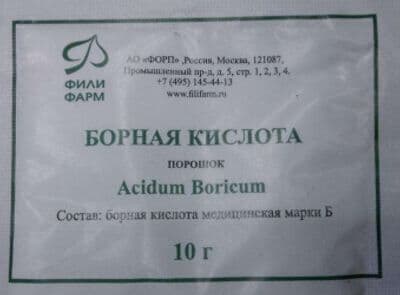 ФИЛИ
ФАРМ
АО «ФОРП» ,Россия, Москва, 121087,
Промышленный пр-д, д. 5, стр. 1, 2, 3, 4,
+7 (495) 145-44-13
www.filifarm.ru
БОРНАЯ КИСЛОТА
ПОРОШОК
Acidum Boricum
Состав: борная кислота медицинская марки Б
10 г